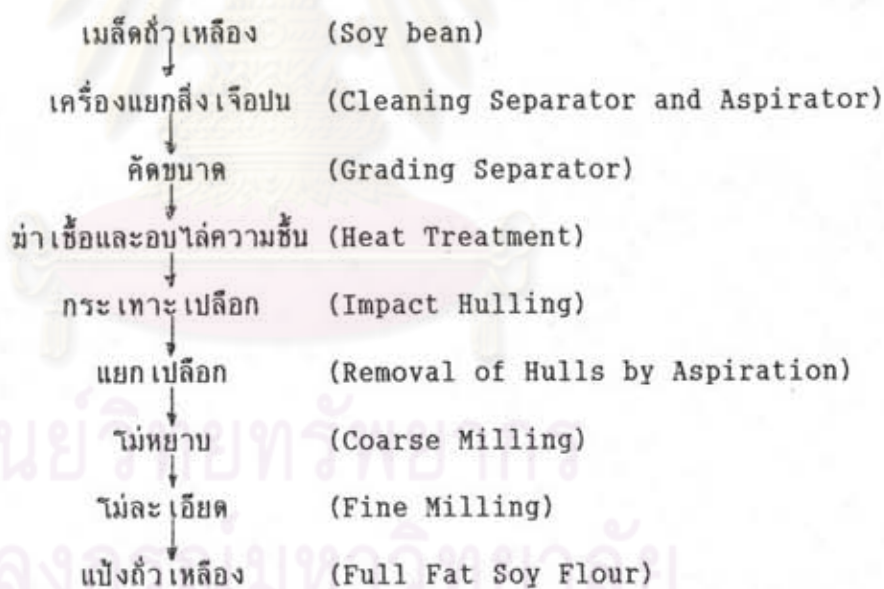 เมล็ดถั่วเหลือง (Soy bean)
เครื่องแยกสิ่งเจือปน (Cleaning Separator and Aspirator)
คัดขนาด (Grading Separator)
ฆ่าเชื้อและอบไล่ความชื้น (Heat Treatment)
กระเทาะเปลือก (Impact Hulling)
แยกเปลือก (Removal of Hulls by Aspiration)
โม่หยาบ (Coarse Milling)
โม่ละเอียด (Fine Milling)
แป้งถั่วเหลือง (Full Fat Soy Flour)